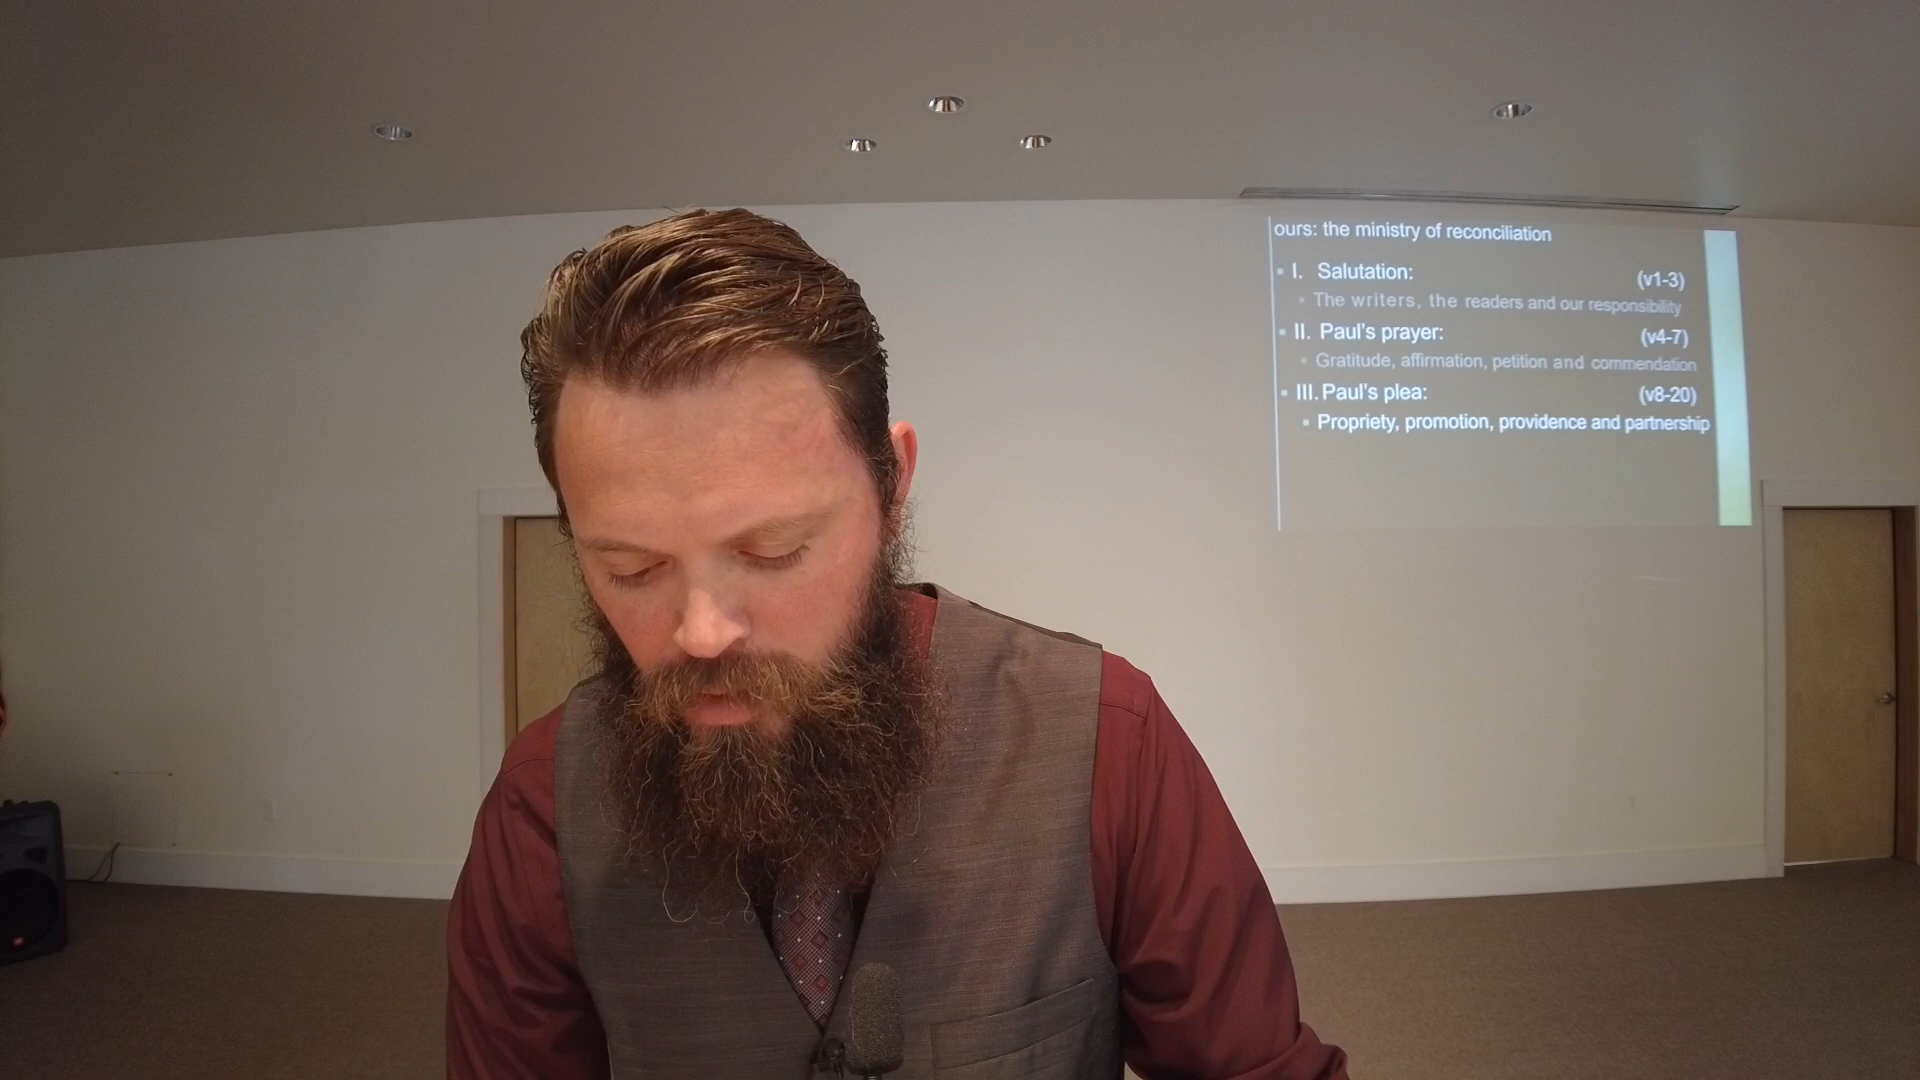 ours: the ministry of reconciliation
▪ I. Salutation: (v1-3)
▪ The writers, the readers and our responsibility
▪ II. Paul's prayer: (v4-7)
▪ Gratitude, affirmation, petition and commendation
▪ III. Paul's plea: (v8-20)
▪ Propriety, promotion, providence and partnership